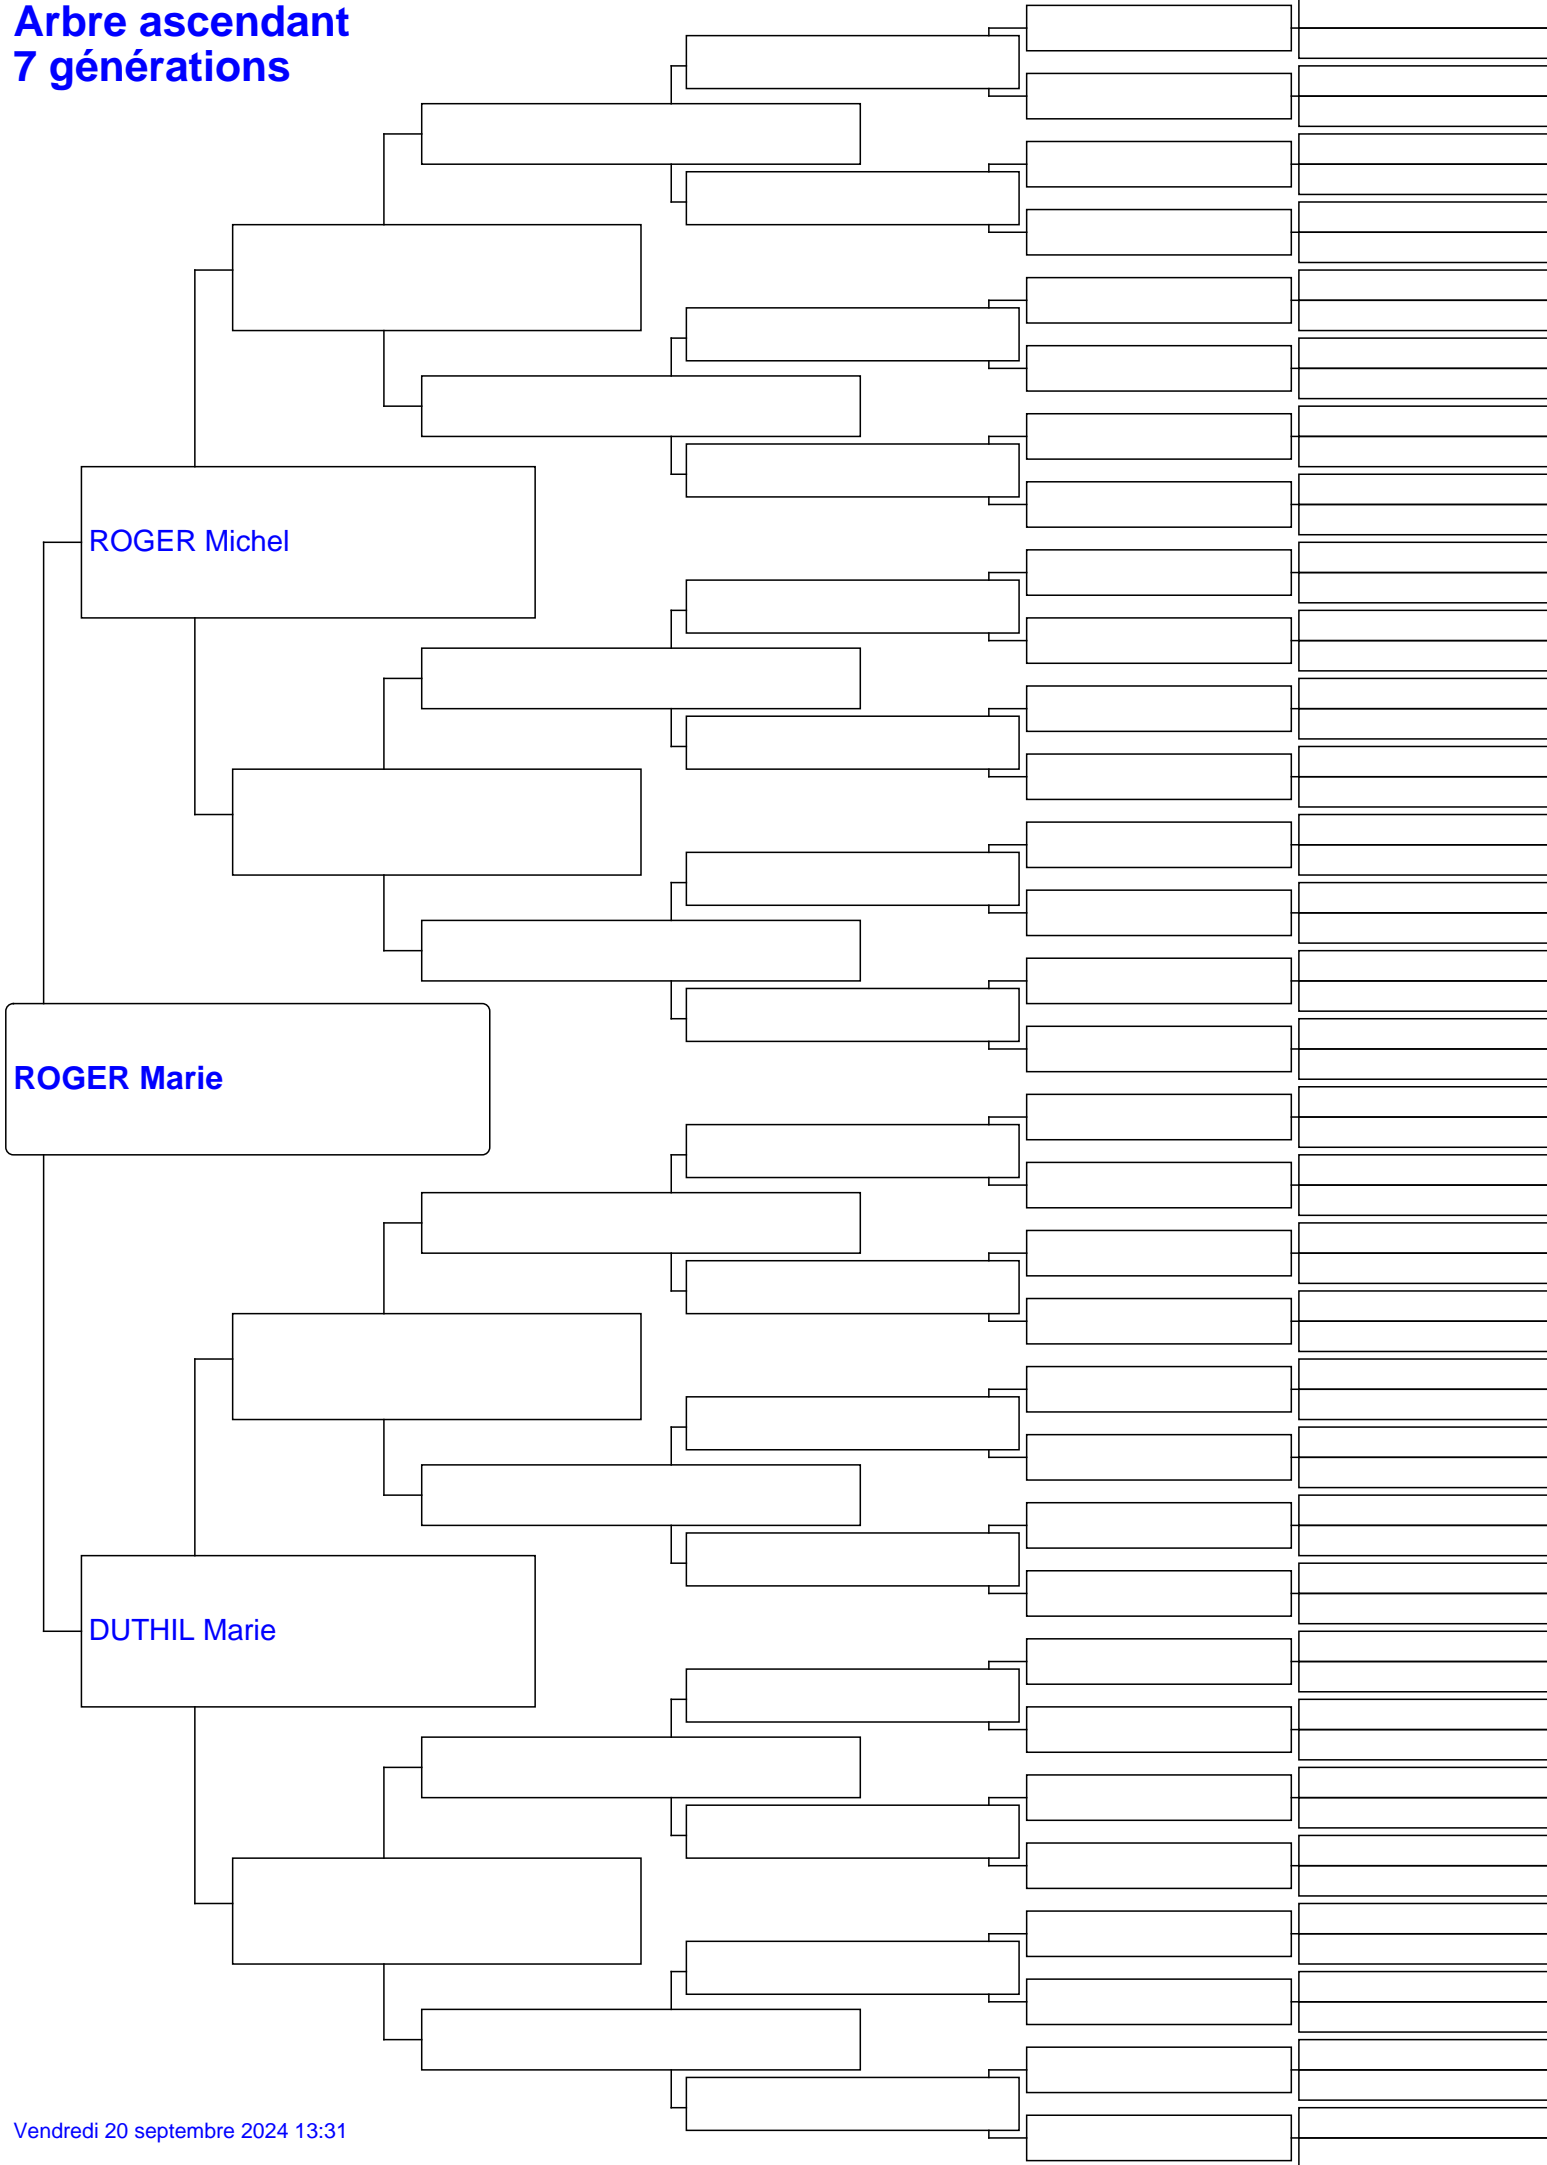 Arbre ascendant
7 générations
ROGER Michel
ROGER Marie
DUTHIL Marie
Vendredi 20 septembre 2024 13:31